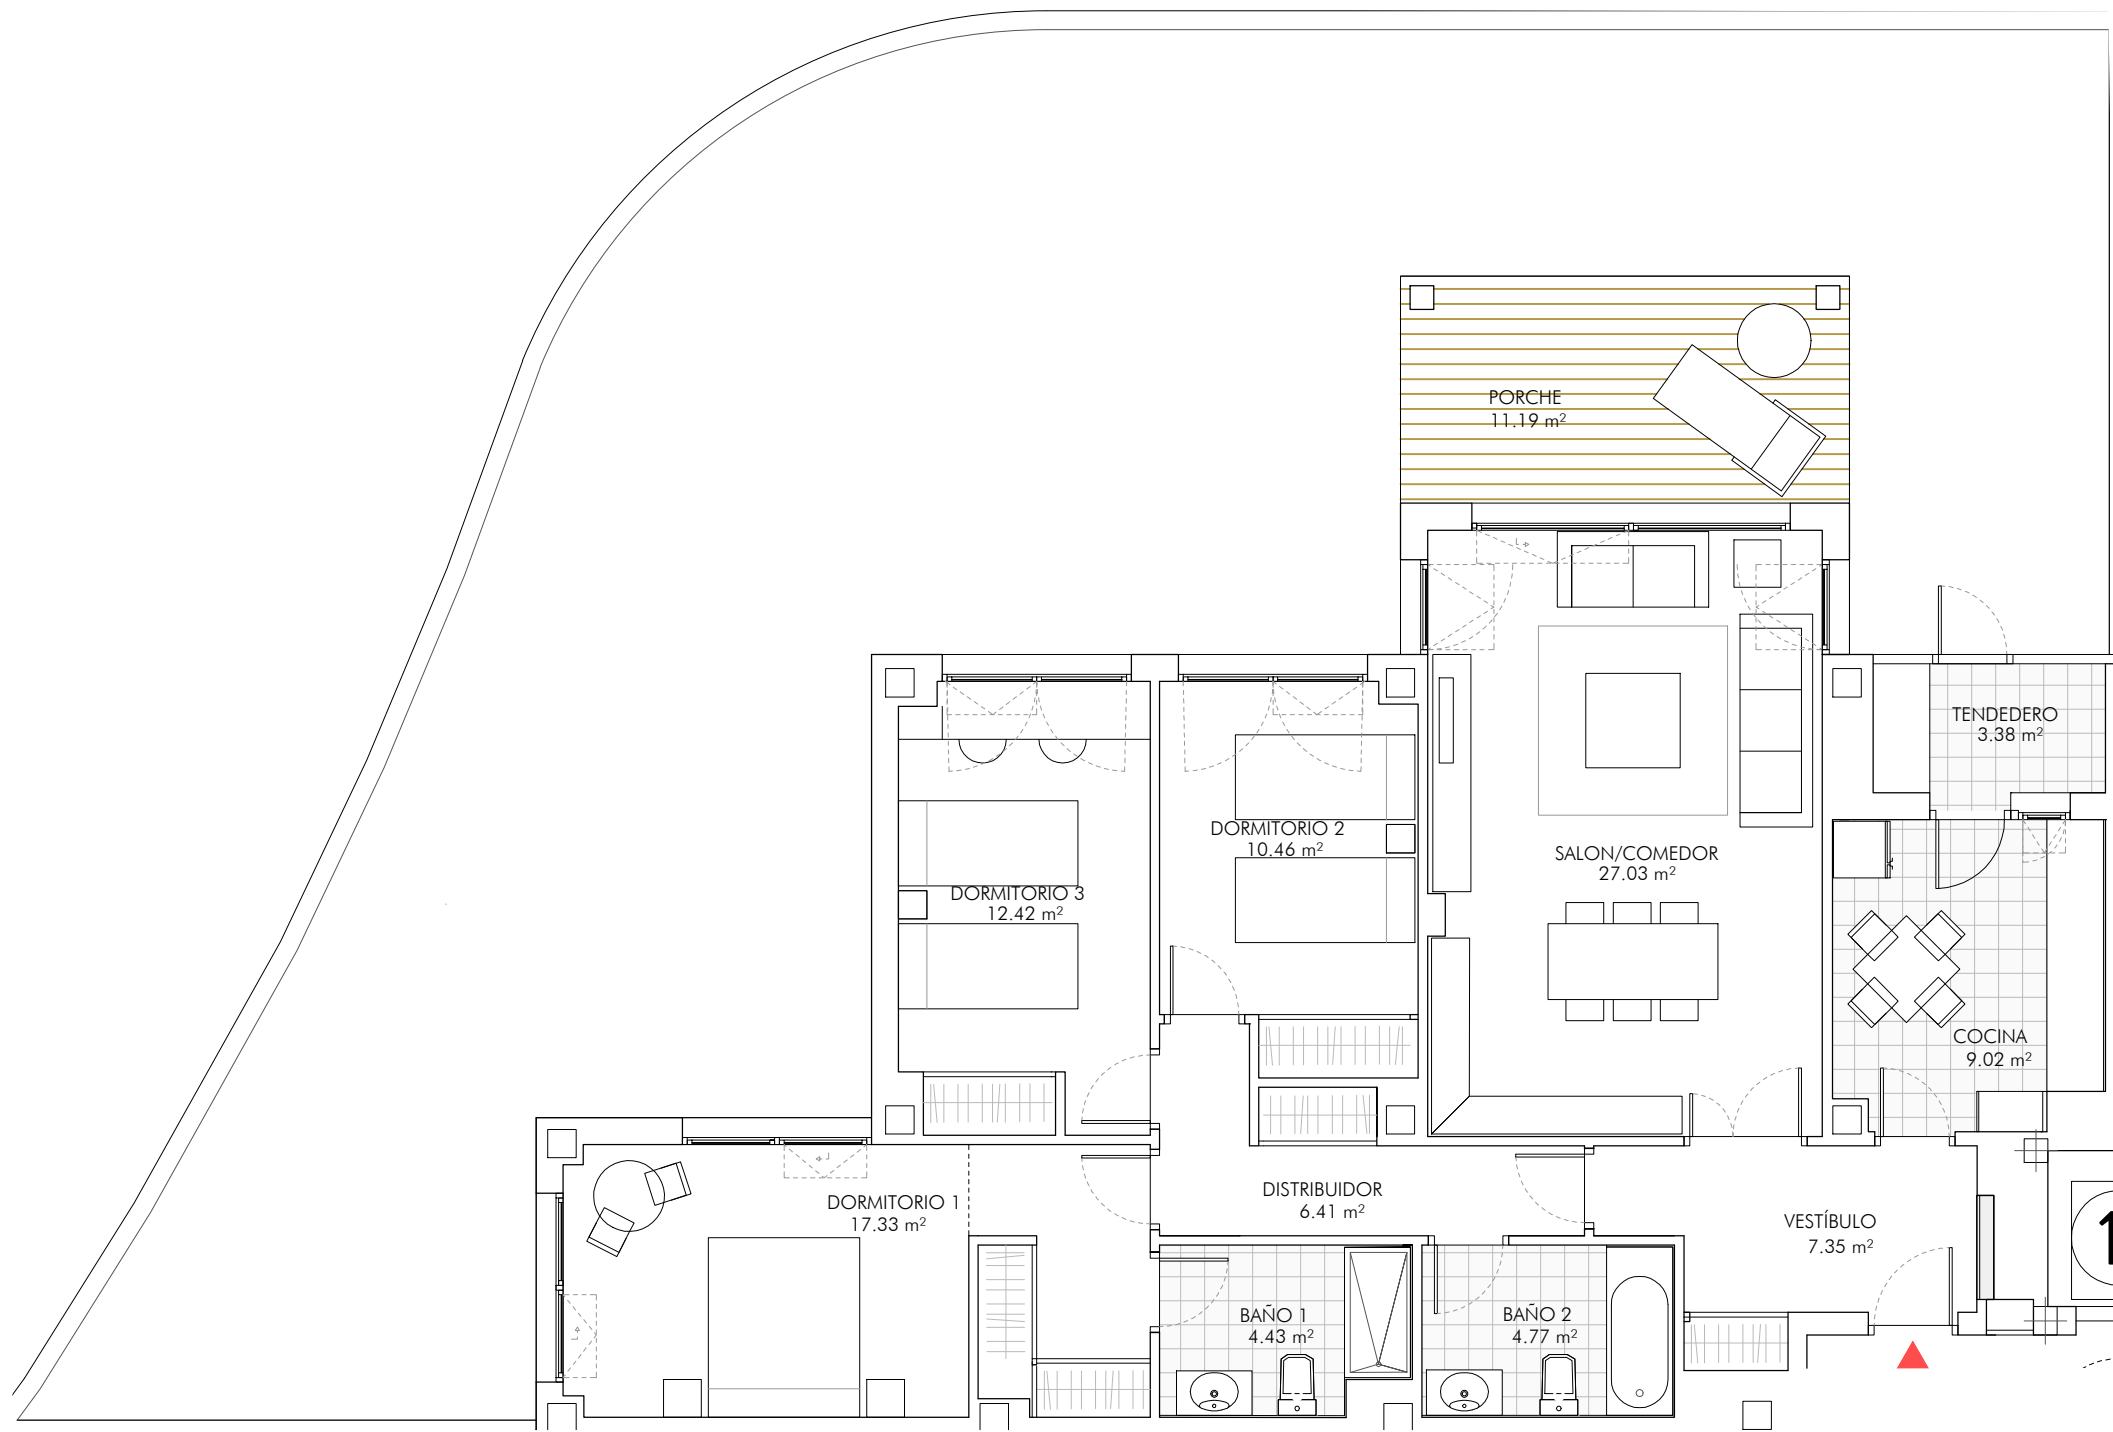 PORCHE
11.19 m²
TENDEDERO
3.38 m²
DORMITORIO 2
10.46 m²
SALON/COMEDOR
27.03 m²
DORMITORIO 3
12.42 m²
COCINA
9.02 m²
DORMITORIO 1
17.33 m²
DISTRIBUIDOR
6.41 m²
VESTÍBULO
7.35 m²
BAÑO 1
4.43 m²
BAÑO 2
4.77 m²
1